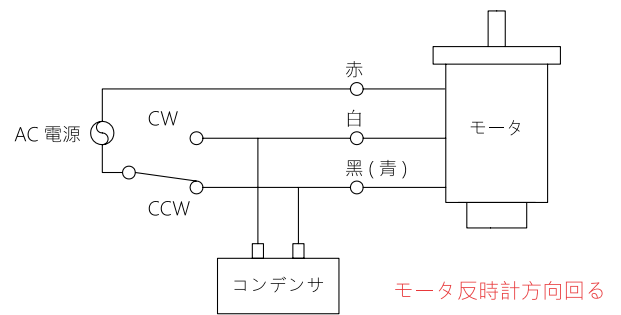 赤
CW
白
モータ
AC 電源
黒 ( 青 )
CCW
コンデンサ
モータ反時計方向回る